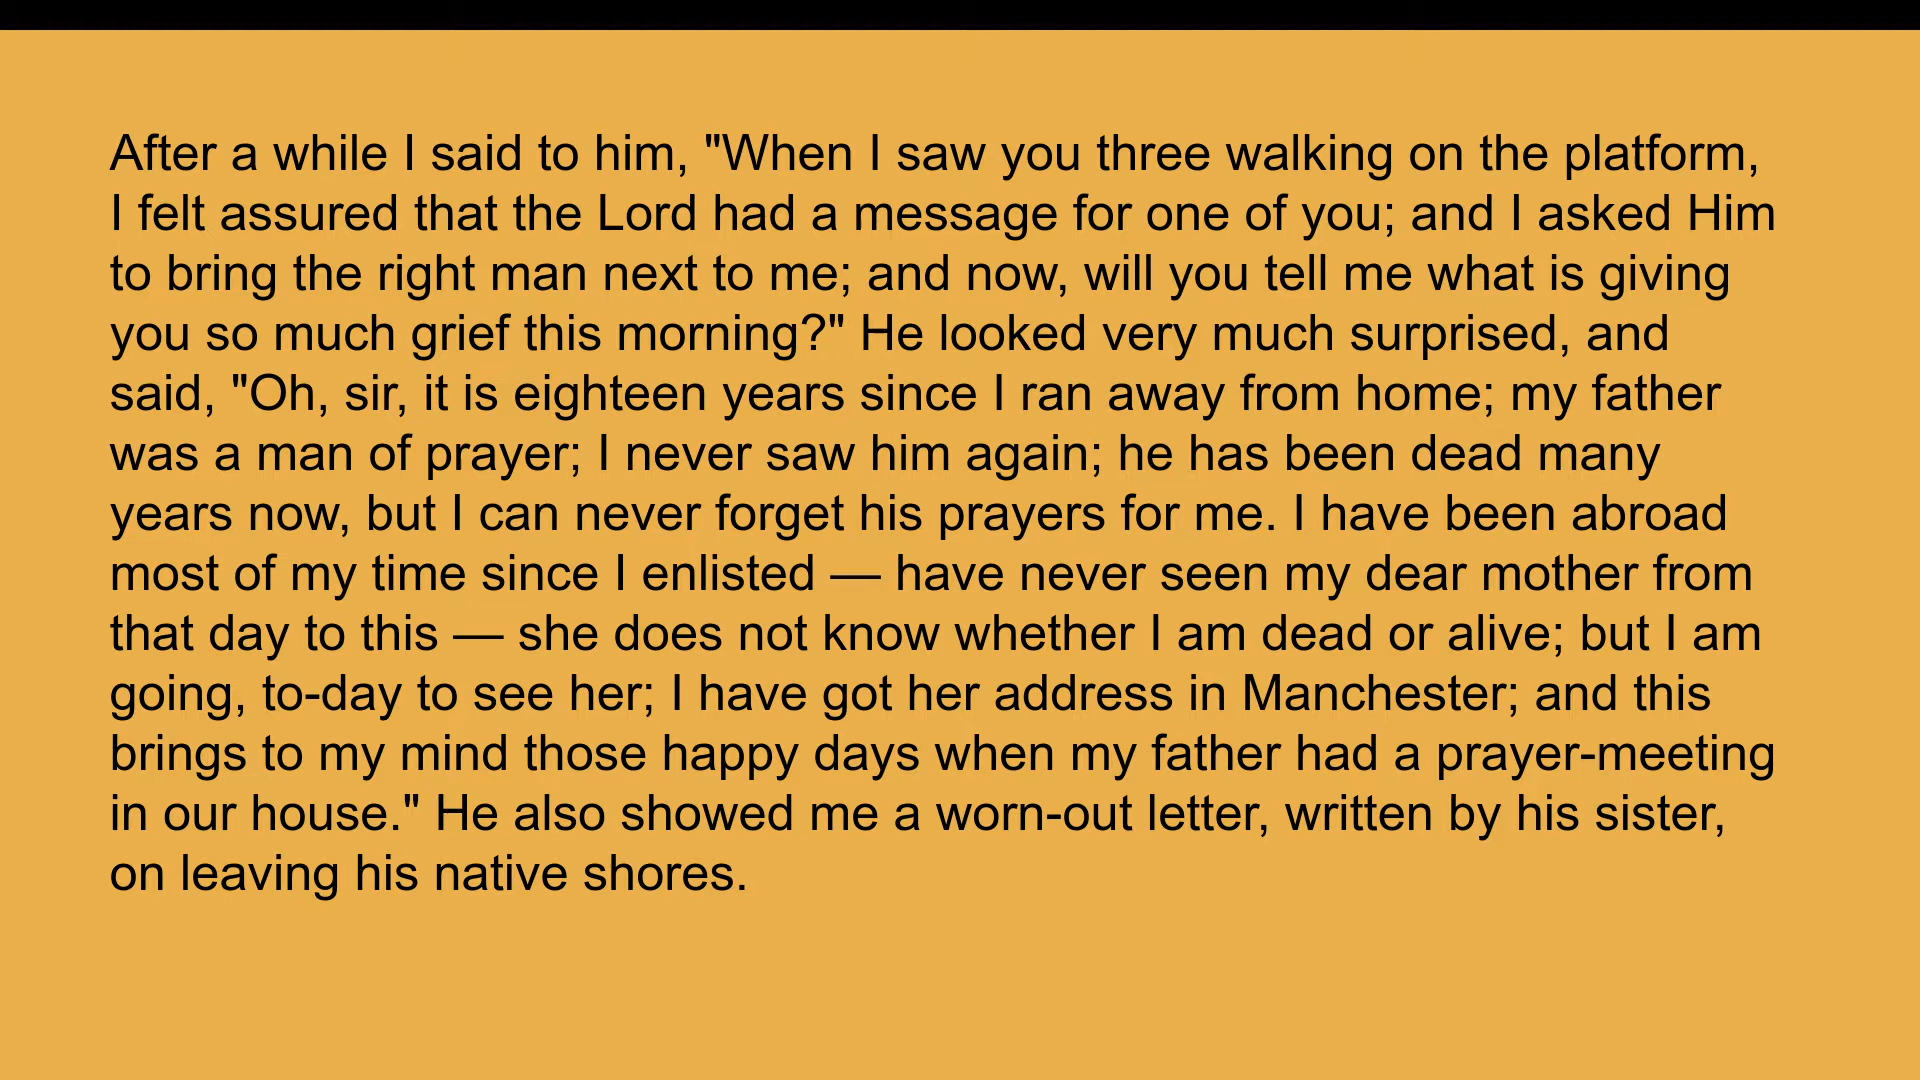 After a while I said to him, "When I saw you three walking on the platform,
I felt assured that the Lord had a message for one of you; and I asked Him
to bring the right man next to me; and now, will you tell me what is giving
you so much grief this morning?" He looked very much surprised, and
said, "Oh, sir, it is eighteen years since I ran away from home; my father
was a man of prayer; I never saw him again; he has been dead many
years now, but I can never forget his prayers for me. I have been abroad
most of my time since I enlisted — have never seen my dear mother from
that day to this — she does not know whether I am dead or alive; but I am
going, to-day to see her; I have got her address in Manchester; and this
brings to my mind those happy days when my father had a prayer-meeting
in our house." He also showed me a worn-out letter, written by his sister,
on leaving his native shores.